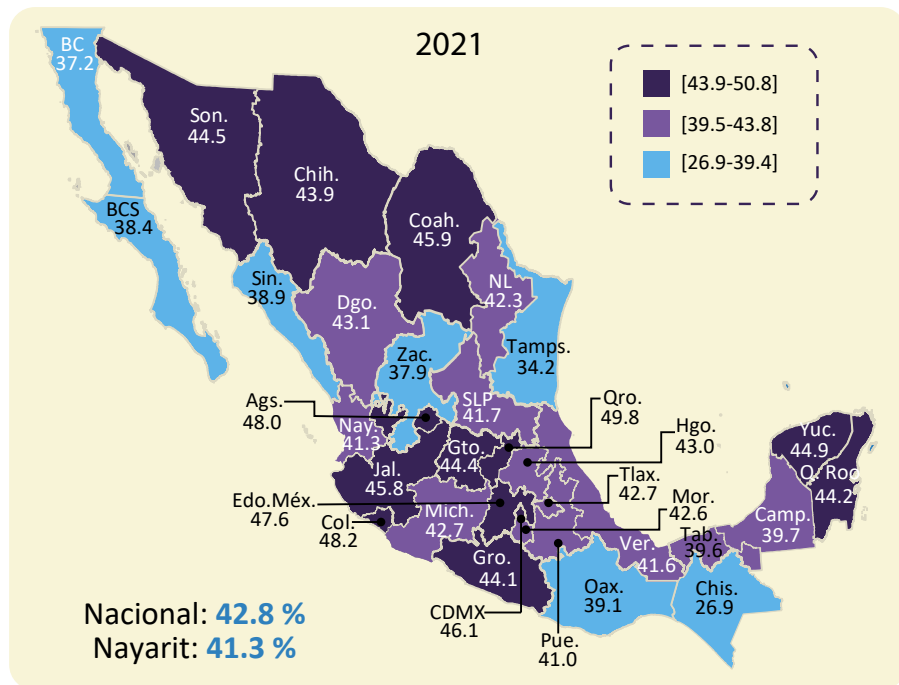 2021
[43.9-50.8]
[39.5-43.8]
[26.9-39.4]
BC
37.2
Son.
44.5
Chih.
43.9
Coah.
45.9
BCS
38.4
Sin.
38.9
Dgo.
43.1
NL
42.3
Tamps.
34.2
Zac.
37.9
Ags.
48.0
SLP
41.7
Qro.
49.8
Hgo.
43.0
Nay.
41.3
Gto.
44.4
Jal.
45.8
Tlax.
42.7
Yuc.
44.9
Q. Roo
44.2
Edo.Méx.
47.6
Col.
48.2
Mich.
42.7
Mor.
42.6
Camp.
39.7
Tab.
39.6
Ver.
41.6
Gro.
44.1
Oax.
39.1
Chis.
26.9
CDMX
46.1
Pue.
41.0
Nacional: 42.8 %
Nayarit: 41.3 %